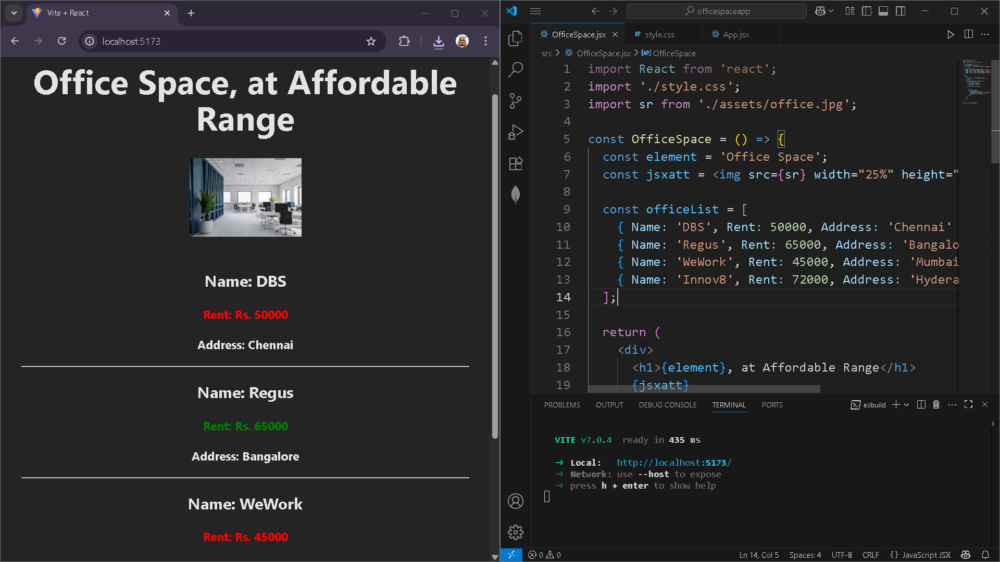 Vite + React
localhost:5173
Office Space, at Affordable
Range
Name: DBS
Rent: Rs. 50000
Address: Chennai
Name: Regus
Rent: Rs. 65000
Address: Bangalore
Name: WeWork
Rent: Rs. 45000
officespaceapp
OfficeSpace.jsx
# style.css
App.jsx
src > OfficeSpace.jsx > OfficeSpace
1 import React from 'react';
2 import './style.css';
3 import sr from './assets/office.jpg';
4
5 const OfficeSpace = () => {
6 const element = 'Office Space';
7 const jsxatt = <img src={sr} width="25%" height="
8
9 const officeList = [
10 { Name: 'DBS', Rent: 50000, Address: 'Chennai'
11 { Name: 'Regus', Rent: 65000, Address: 'Bangalo
12 { Name: 'WeWork', Rent: 45000, Address: 'Mumbai
13 { Name: 'Innov8', Rent: 72000, Address: 'Hydera
14 ];
15
16 return (
17 <div>
18 <h1>{element}, at Affordable Range</h1>
19 {jsxatt}
PROBLEMS OUTPUT DEBUG CONSOLE TERMINAL PORTS esbuild
VITE v7.0.4 ready in 435 ms
➜ Local: http://localhost:5173/
➜ Network: use --host to expose
➜ press h + enter to show help
0 0 Ln 14, Col 5 Spaces: 4 UTF-8 CRLF {} JavaScript JSX